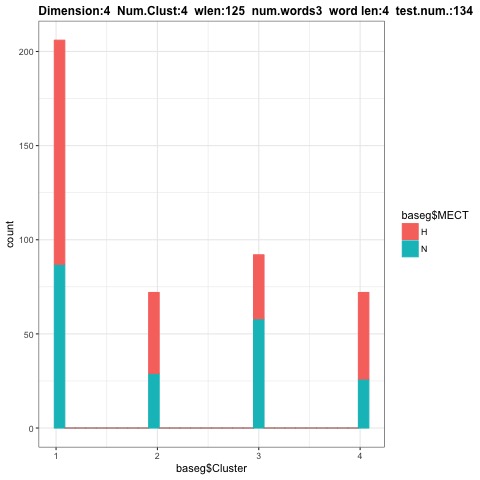 Dimension:4 Num.Clust:4 wlen:125 num.words3 word len:4 test.num.:134
200
150
100
50
0
count
1 2 3 4
baseg$Cluster
baseg$MECT
H
N